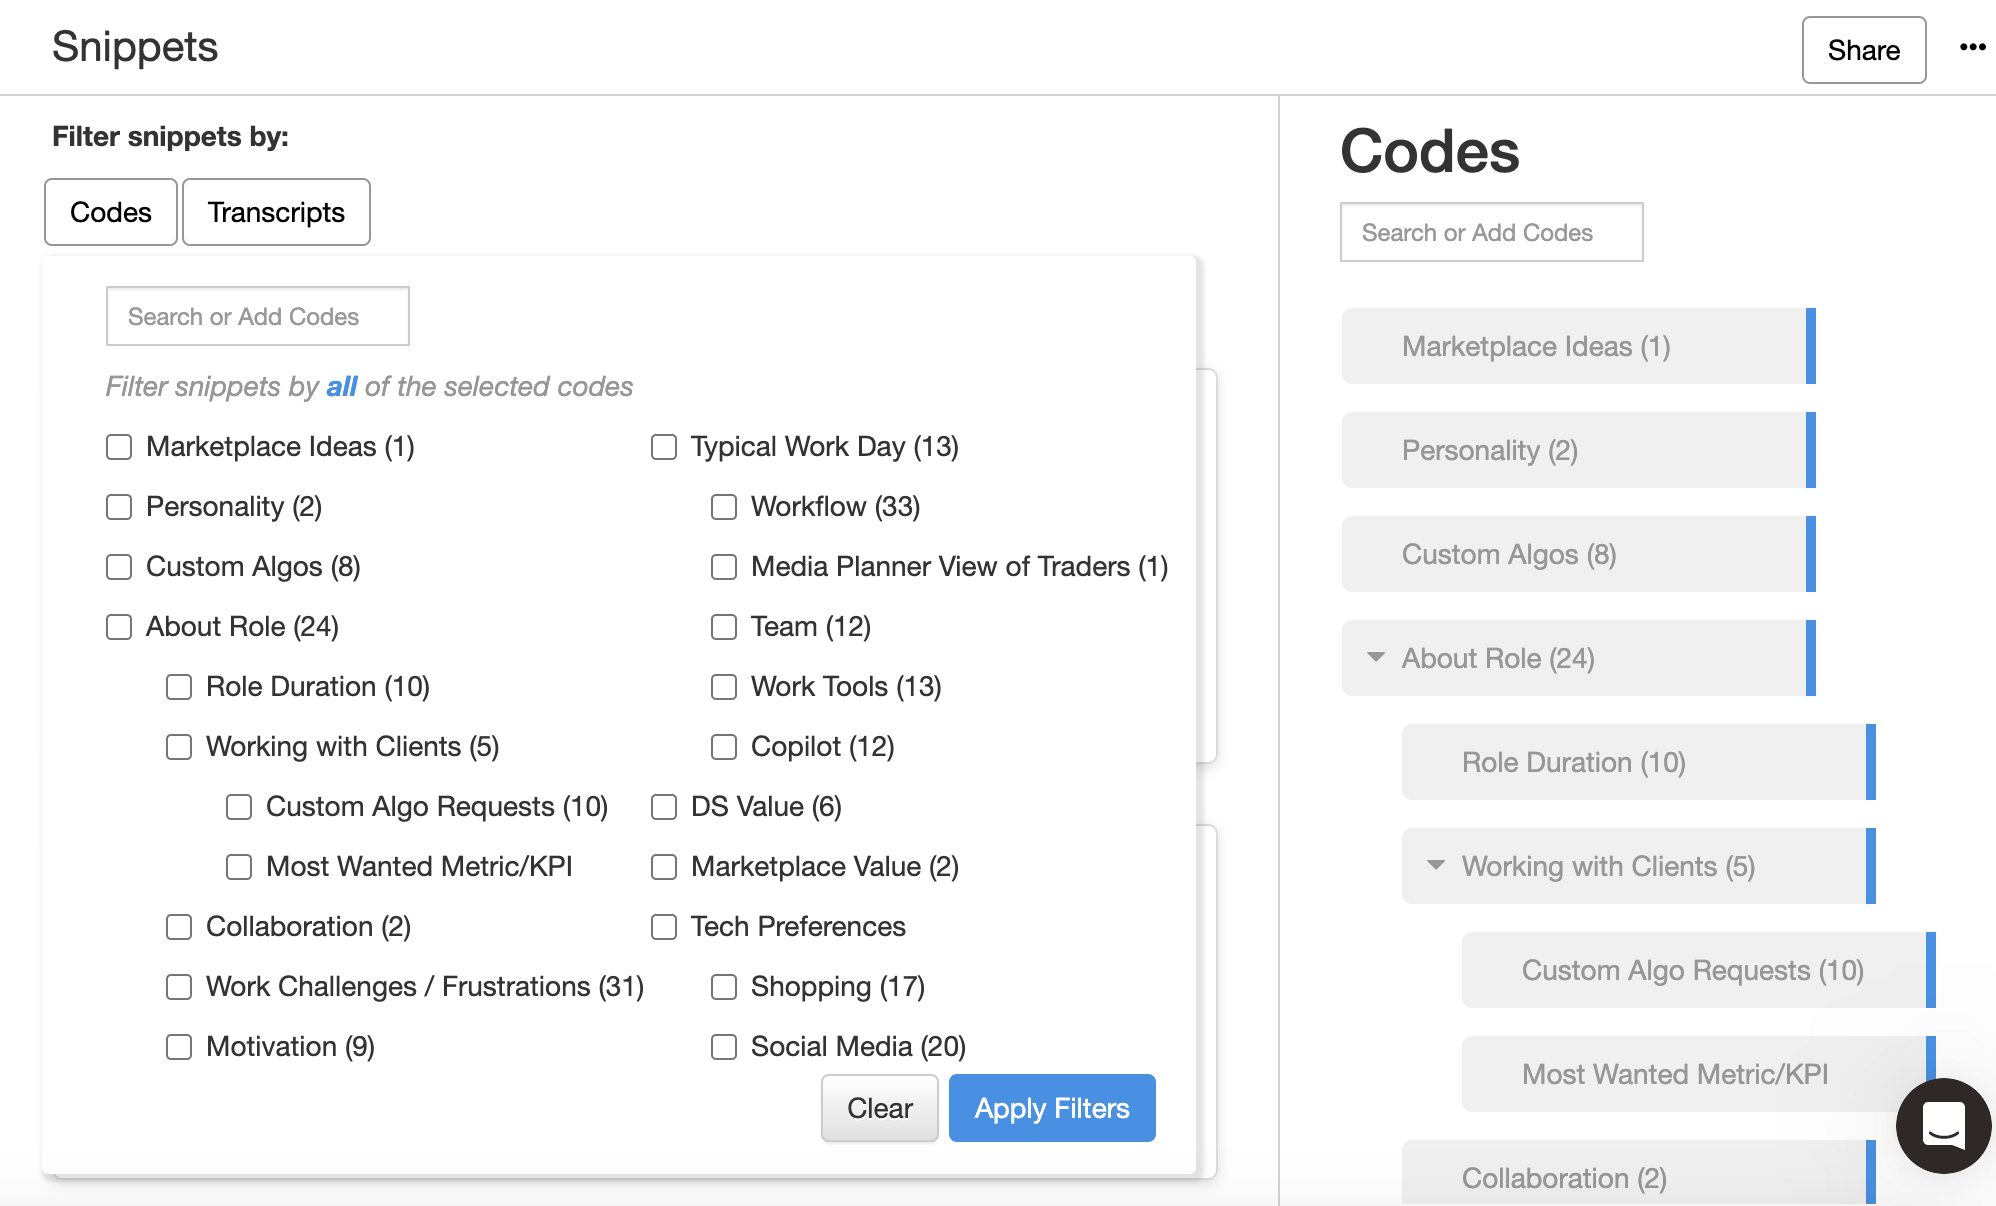 Snippets
Share
Filter snippets by:
Codes
Transcripts
Search or Add Codes
Filter snippets by all of the selected codes
Marketplace Ideas (1)
Personality (2)
Custom Algos (8)
About Role (24)
Role Duration (10)
Working with Clients (5)
Custom Algo Requests (10)
Most Wanted Metric/KPI
Collaboration (2)
Work Challenges / Frustrations (31)
Motivation (9)
Typical Work Day (13)
Workflow (33)
Media Planner View of Traders (1)
Team (12)
Work Tools (13)
Copilot (12)
DS Value (6)
Marketplace Value (2)
Tech Preferences
Shopping (17)
Social Media (20)
Clear
Apply Filters
Codes
Search or Add Codes
Marketplace Ideas (1)
Personality (2)
Custom Algos (8)
About Role (24)
Role Duration (10)
Working with Clients (5)
Custom Algo Requests (10)
Most Wanted Metric/KPI
Collaboration (2)